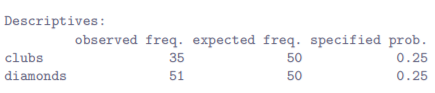 Descriptives:
observed freq. expected freq. specified prob.
clubs 35 50 0.25
diamonds 51 50 0.25